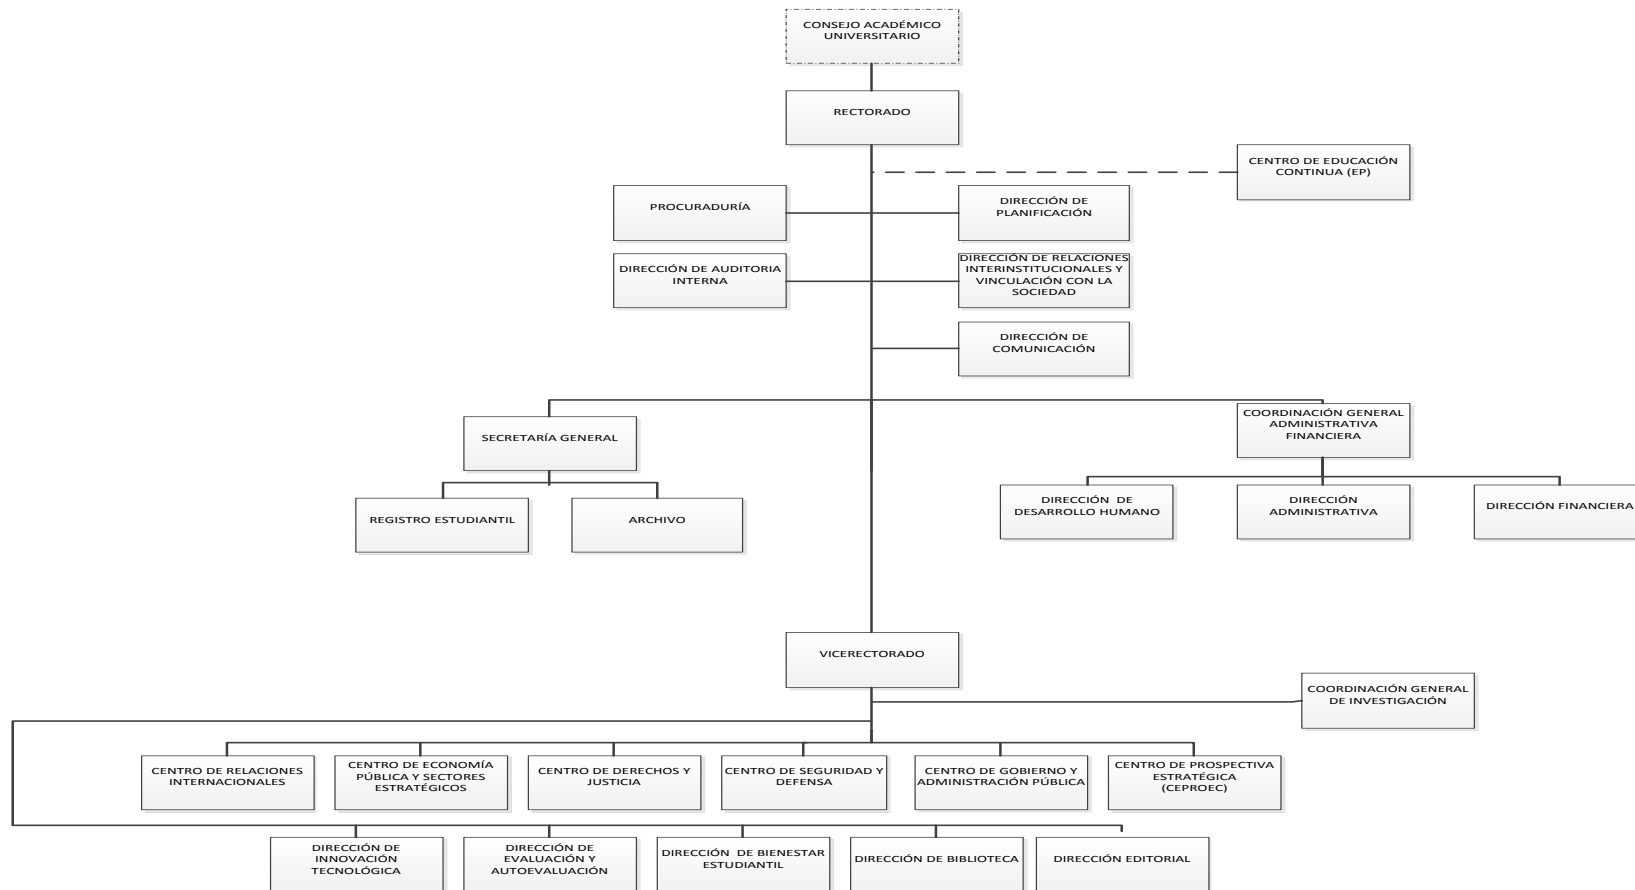 CONSEJO ACADÉMICO
UNIVERSITARIO
RECTORADO
CENTRO DE EDUCACIÓN
CONTINUA (EP)
PROCURADURÍA
DIRECCIÓN DE
PLANIFICACIÓN
DIRECCIÓN DE AUDITORIA
INTERNA
DIRECCIÓN DE RELACIONES
INTERINSTITUCIONALES Y
VINCULACIÓN CON LA
SOCIEDAD
DIRECCIÓN DE
COMUNICACIÓN
SECRETARÍA GENERAL
COORDINACIÓN GENERAL
ADMINISTRATIVA
FINANCIERA
REGISTRO ESTUDIANTIL
ARCHIVO
DIRECCIÓN DE
DESARROLLO HUMANO
DIRECCIÓN
ADMINISTRATIVA
DIRECCIÓN FINANCIERA
VICERECTORADO
COORDINACIÓN GENERAL
DE INVESTIGACIÓN
CENTRO DE RELACIONES
INTERNACIONALES
CENTRO DE ECONOMÍA
PÚBLICA Y SECTORES
ESTRATÉGICOS
CENTRO DE DERECHOS Y
JUSTICIA
CENTRO DE SEGURIDAD Y
DEFENSA
CENTRO DE GOBIERNO Y
ADMINISTRACIÓN PÚBLICA
CENTRO DE PROSPECTIVA
ESTRATÉGICA
(CEPROEC)
DIRECCIÓN DE
INNOVACIÓN
TECNOLÓGICA
DIRECCIÓN DE
EVALUACIÓN Y
AUTOEVALUACIÓN
DIRECCIÓN DE BIENESTAR
ESTUDIANTIL
DIRECCIÓN DE BIBLIOTECA
DIRECCIÓN EDITORIAL